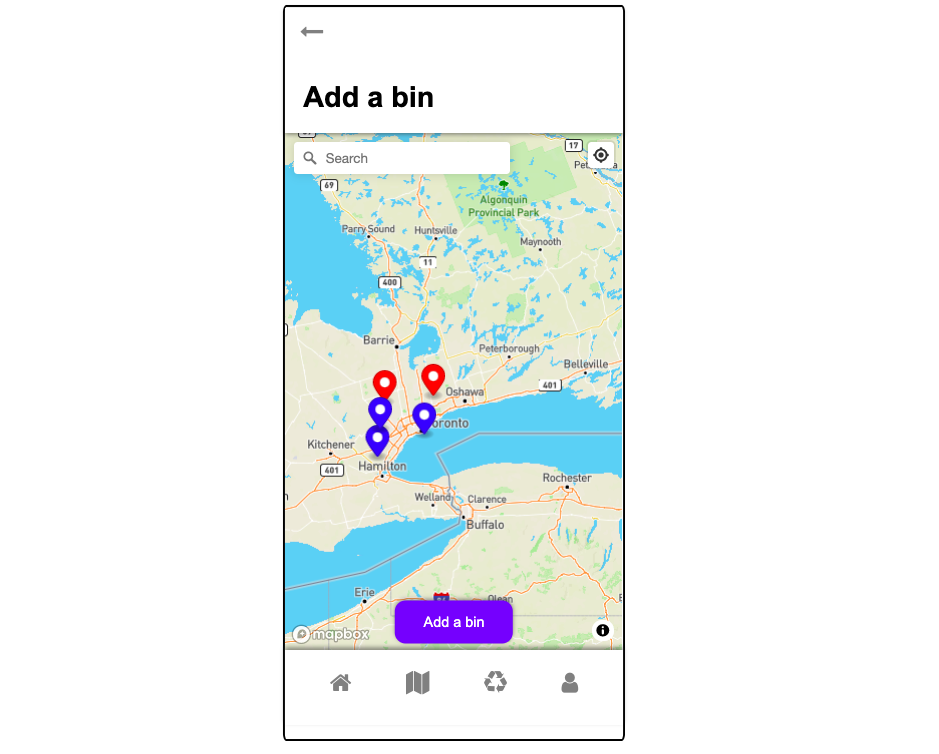 Add a bin
Search
17
69
Algonquin
Provincial Park
Parry Sound
Huntsville
Maynooth
11
400
Barrie
Peterborough
Belleville
401
Oshawa
Kitchener
401
Hamilton
Rochester
Welland
Clarence
Buffalo
Erie
Add a bin
mapbox